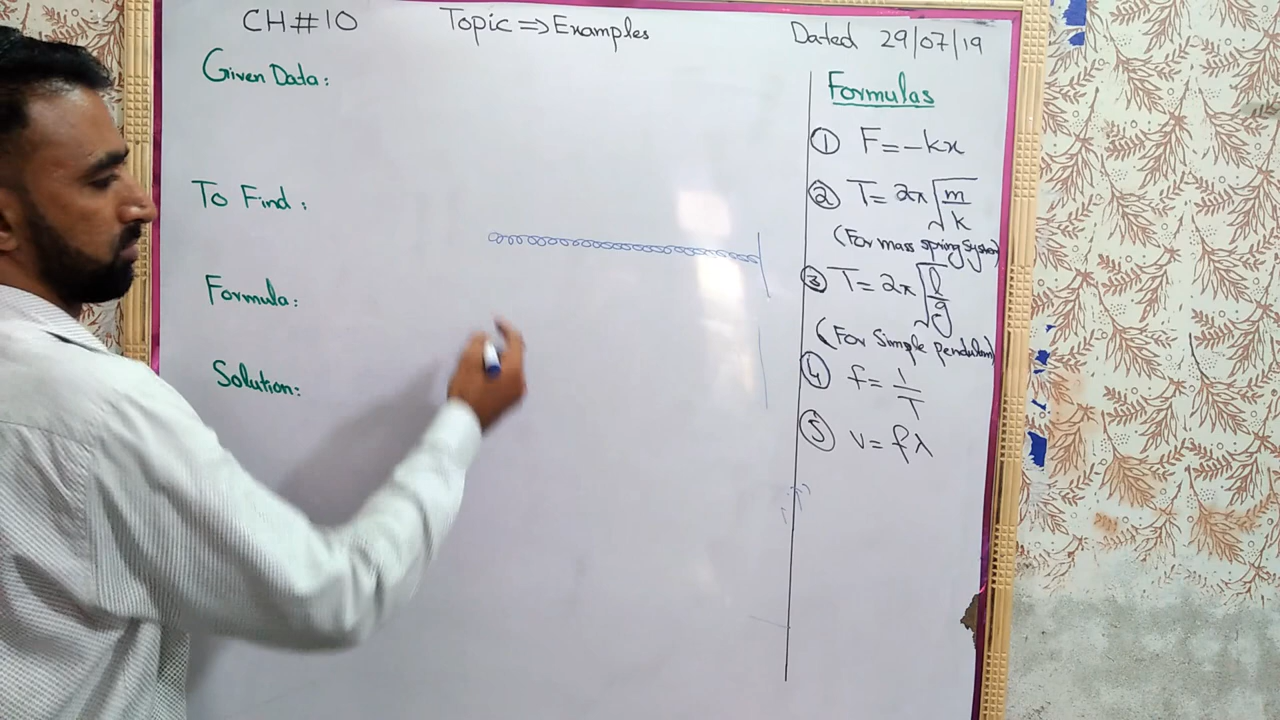 CH#10 Topic ⇒ Examples Dated 29/07/19
Given Data:
To Find:
Formula:
Solution:
Formulas
① F=-kx
② T=2π√(m/k)
(For mass spring system)
③ T=2π√(l/g)
(For Simple pendulum)
④ f=1/T
⑤ v=fλ